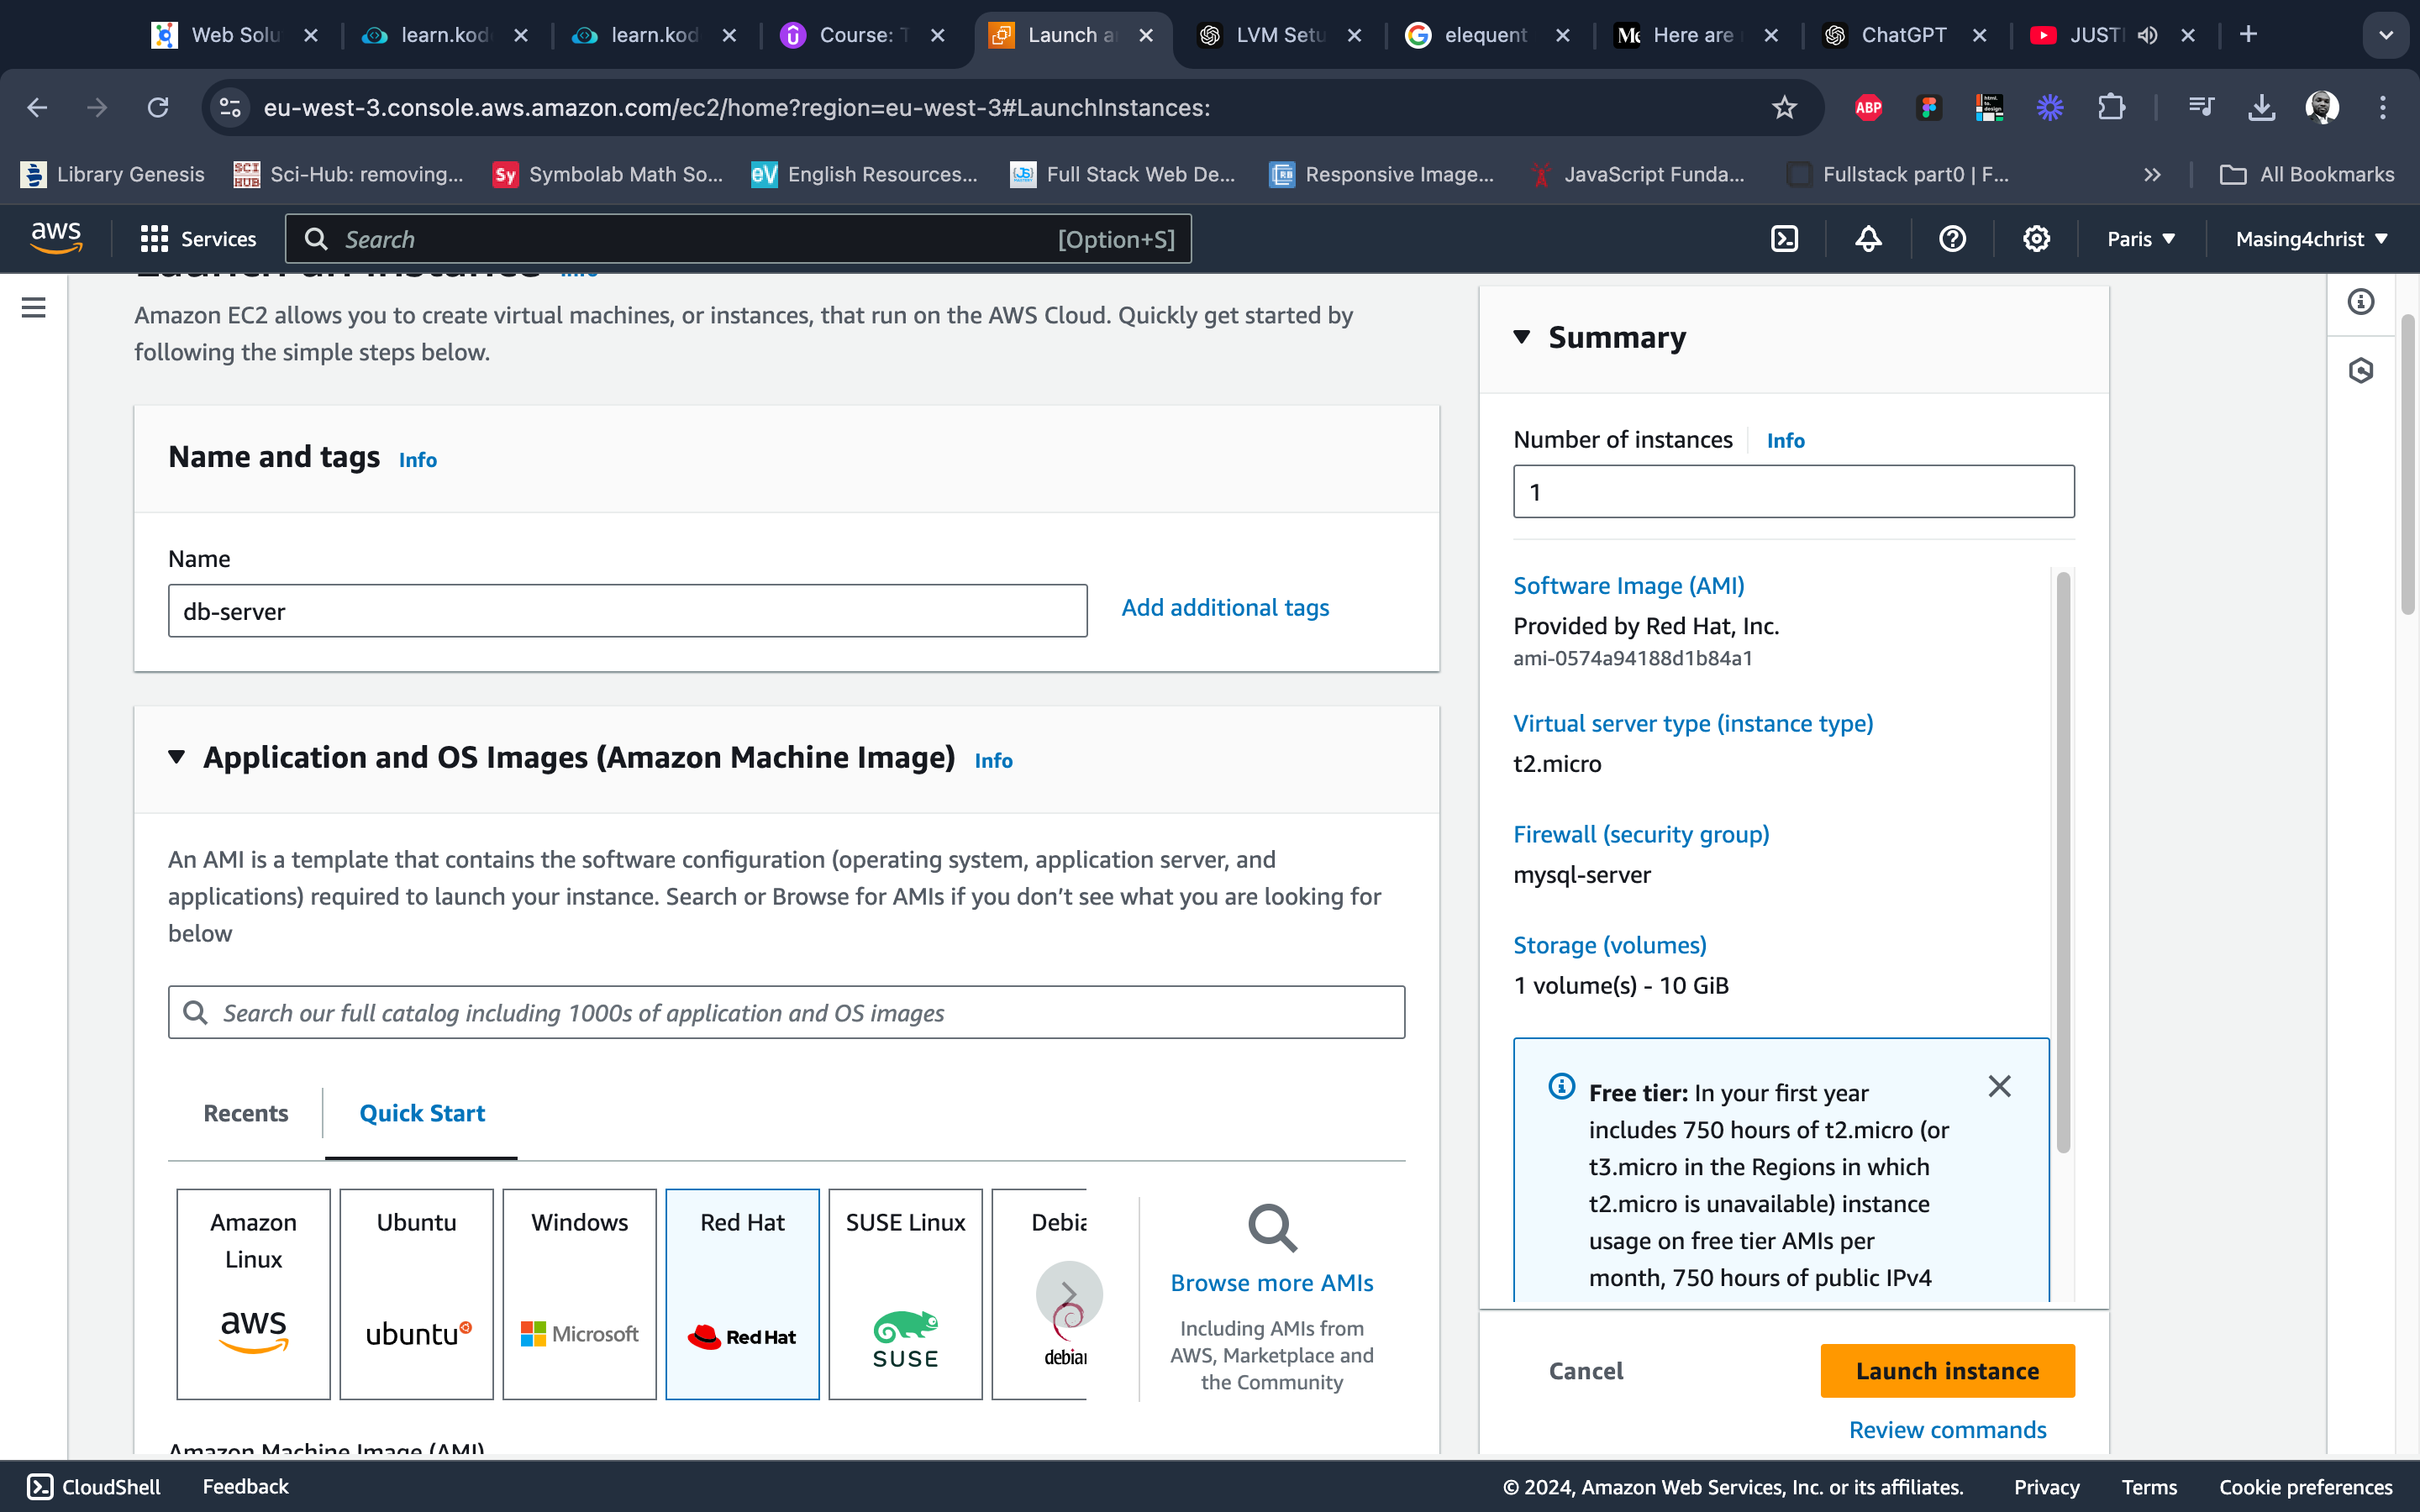 Web Solu
learn.kod
learn.kod
Course: T
Launch a
LVM Setu
elequent
Here are
ChatGPT
JUST
eu-west-3.console.aws.amazon.com/ec2/home?region=eu-west-3#LaunchInstances:
ABP
Library Genesis
SCI HUB
Sci-Hub: removing...
Sy
Symbolab Math So...
eV
English Resources...
Full Stack Web De...
Responsive Image...
JavaScript Funda...
Fullstack part0 | F...
All Bookmarks
aws
Services
Search
[Option+S]
Paris
Masing4christ
Launch an instance Info
Amazon EC2 allows you to create virtual machines, or instances, that run on the AWS Cloud. Quickly get started by
following the simple steps below.
Name and tags Info
Name
db-server
Add additional tags
Application and OS Images (Amazon Machine Image) Info
An AMI is a template that contains the software configuration (operating system, application server, and
applications) required to launch your instance. Search or Browse for AMIs if you don’t see what you are looking for
below
Search our full catalog including 1000s of application and OS images
Recents
Quick Start
Amazon
Linux
aws
Ubuntu
ubuntu
Windows
Microsoft
Red Hat
Red Hat
SUSE Linux
SUSE
Debia
debian
Browse more AMIs
Including AMIs from
AWS, Marketplace and
the Community
Amazon Machine Image (AMI)
Summary
Number of instances Info
1
Software Image (AMI)
Provided by Red Hat, Inc.
ami-0574a94188d1b84a1
Virtual server type (instance type)
t2.micro
Firewall (security group)
mysql-server
Storage (volumes)
1 volume(s) - 10 GiB
Free tier: In your first year
includes 750 hours of t2.micro (or
t3.micro in the Regions in which
t2.micro is unavailable) instance
usage on free tier AMIs per
month, 750 hours of public IPv4
Cancel
Launch instance
Review commands
CloudShell
Feedback
© 2024, Amazon Web Services, Inc. or its affiliates.
Privacy
Terms
Cookie preferences